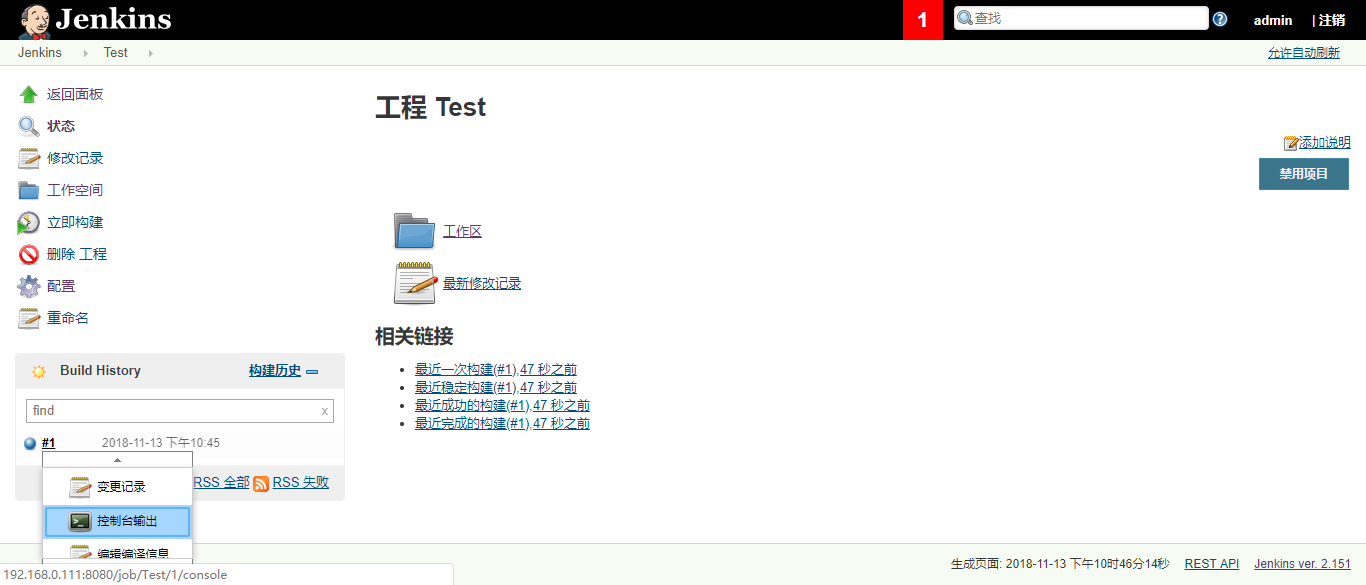 Jenkins
1
查找
admin
| 注销
Jenkins
Test
允许自动刷新
返回面板
状态
修改记录
工作空间
立即构建
删除 工程
配置
重命名
工程 Test
添加说明
禁用项目
工作区
最新修改记录
相关链接
最近一次构建(#1),47 秒之前
最近稳定构建(#1),47 秒之前
最近成功的构建(#1),47 秒之前
最近完成的构建(#1),47 秒之前
Build History
构建历史
find
x
#1
2018-11-13 下午10:45
RSS 全部
RSS 失败
变更记录
控制台输出
编辑编译信息
192.168.0.111:8080/job/Test/1/console
生成页面: 2018-11-13 下午10时46分14秒
REST API
Jenkins ver. 2.151